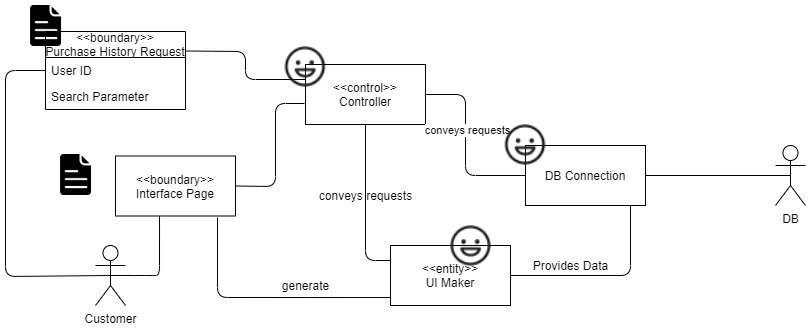 <<boundary>>
Purchase History Request
User ID
Search Parameter
<<control>>
Controller
conveys requests
DB Connection
DB
<<boundary>>
Interface Page
conveys requests
<<entity>>
UI Maker
Provides Data
generate
Customer